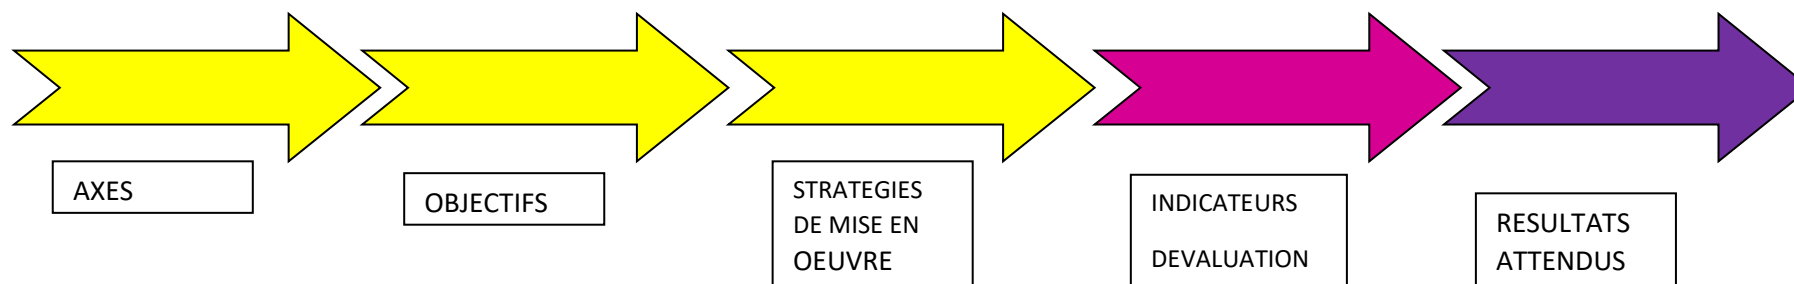 AXES
OBJECTIFS
STRATEGIES
DE MISE EN
OEUVRE
INDICATEURS
DEVALUATION
RESULTATS
ATTENDUS